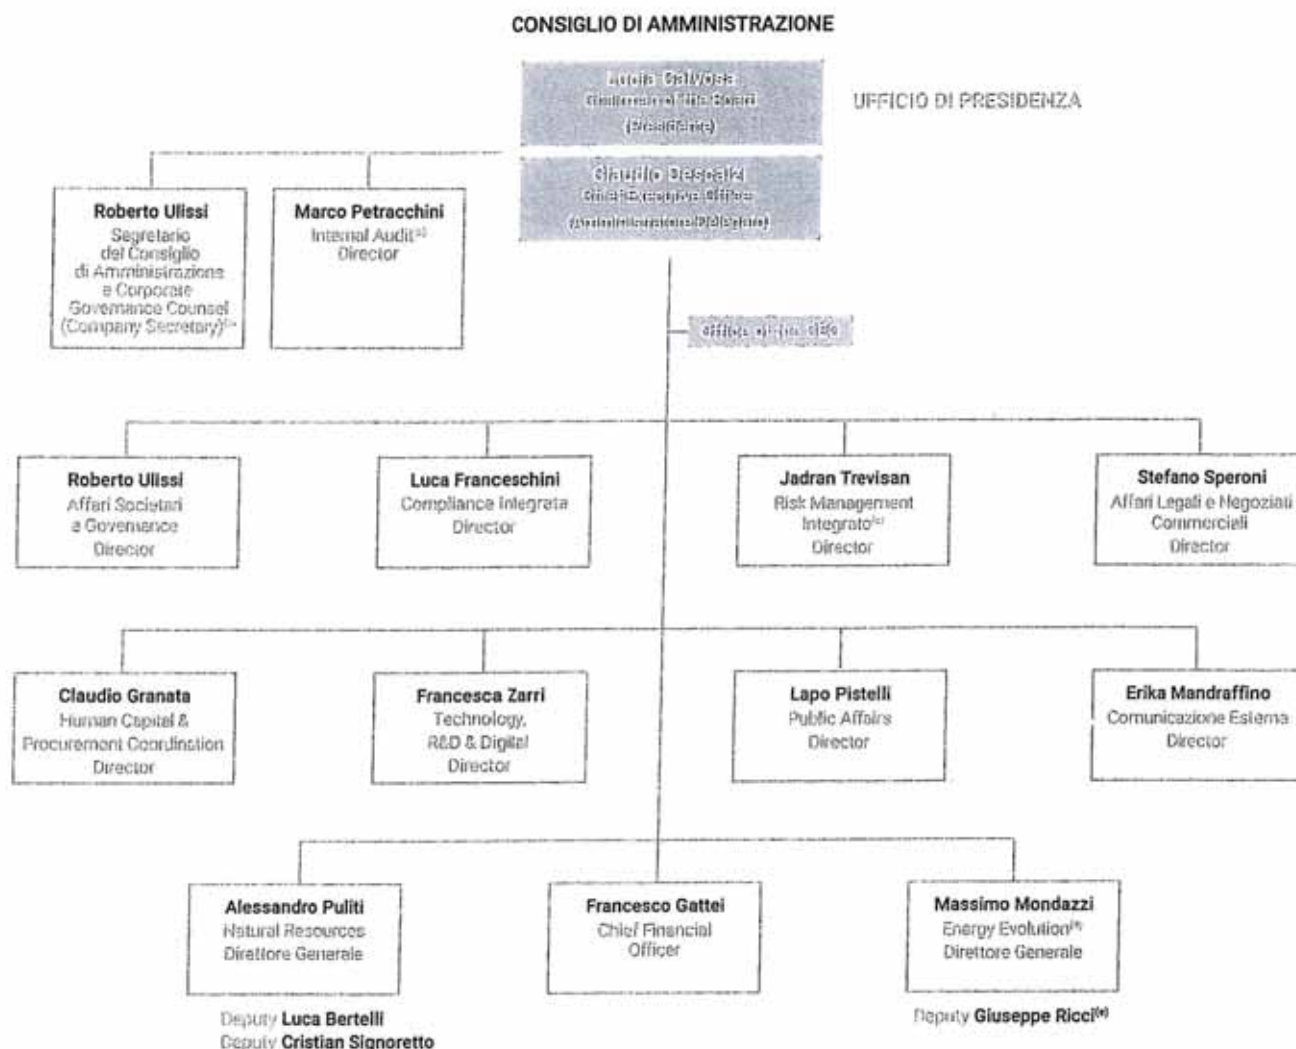 CONSIGLIO DI AMMINISTRAZIONE
Lucia Calvosa
Chairman of the Board
(Presidente)
UFFICIO DI PRESIDENZA
Claudio Descalzi
Chief Executive Officer
(Amministratore Delegato)
Roberto Ulissi
Segretario
del Consiglio
di Amministrazione
e Corporate
Governance Counsel
(Company Secretary)
Marco Petracchini
Internal Audit
Director
Roberto Ulissi
Affari Societari
e Governance
Director
Luca Franceschini
Compliance Integrata
Director
Jadran Trevisan
Risk Management
Integrato(c)
Director
Stefano Speroni
Affari Legali e Negoziati
Commerciali
Director
Claudio Granata
Human Capital &
Procurement Coordination
Director
Francesca Zarri
Technology,
R&D & Digital
Director
Lapo Pistelli
Public Affairs
Director
Erika Mandraffino
Comunicazione Esterna
Director
Alessandro Puliti
Natural Resources
Direttore Generale
Francesco Gattei
Chief Financial
Officer
Massimo Mondazzi
Energy Evolution
Direttore Generale
Deputy Luca Bertelli
Deputy Cristian Signoretto
Deputy Giuseppe Ricci(e)